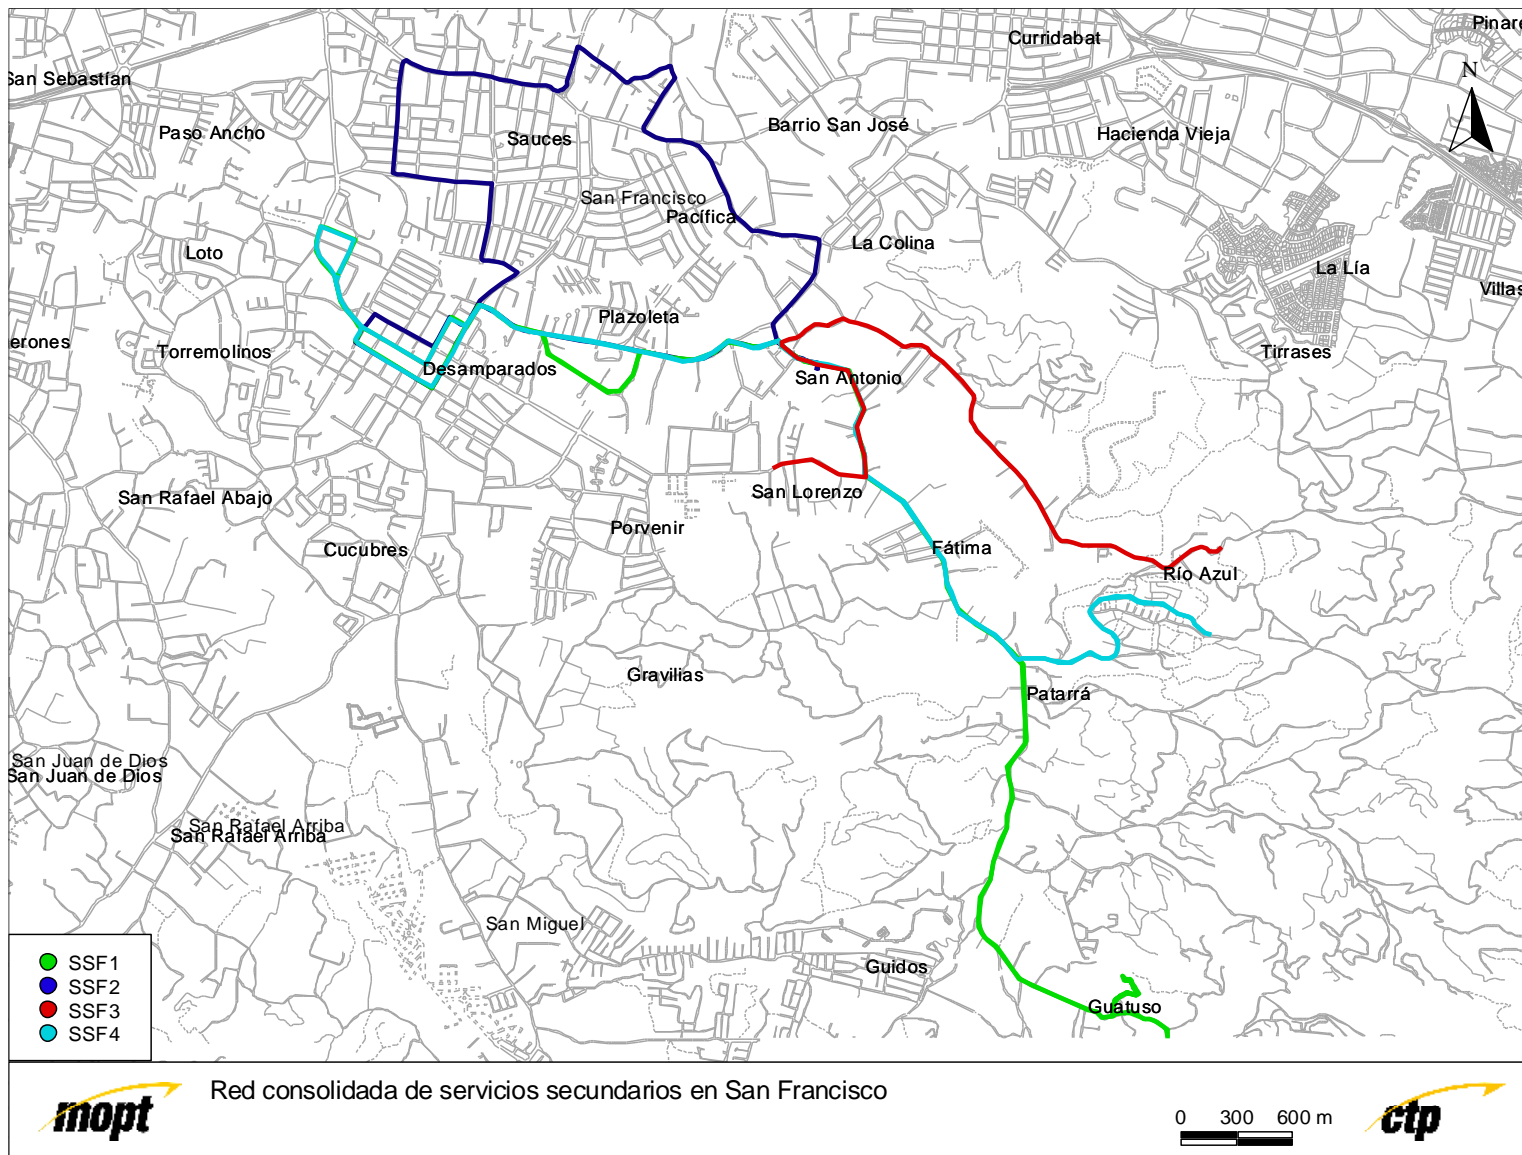 Pinare
Curridabat
San Sebastían
N
Paso Ancho
Barrio San José
Hacienda Vieja
Sauces
San Francisco
Pacífica
Loto
La Colina
La Lía
Villas
Plazoleta
erones
Torremolinos
Tirrases
Desamparados
San Antonio
San Rafael Abajo
San Lorenzo
Porvenir
Cucubres
Fátima
Río Azul
Gravilias
Patarrá
San Juan de Dios
San Juan de Dios
San Rafael Arriba
San Rafael Arriba
San Miguel
Guidos
Guatuso
SSF1
SSF2
SSF3
SSF4
Red consolidada de servicios secundarios en San Francisco
mopt
0 300 600 m
ctp